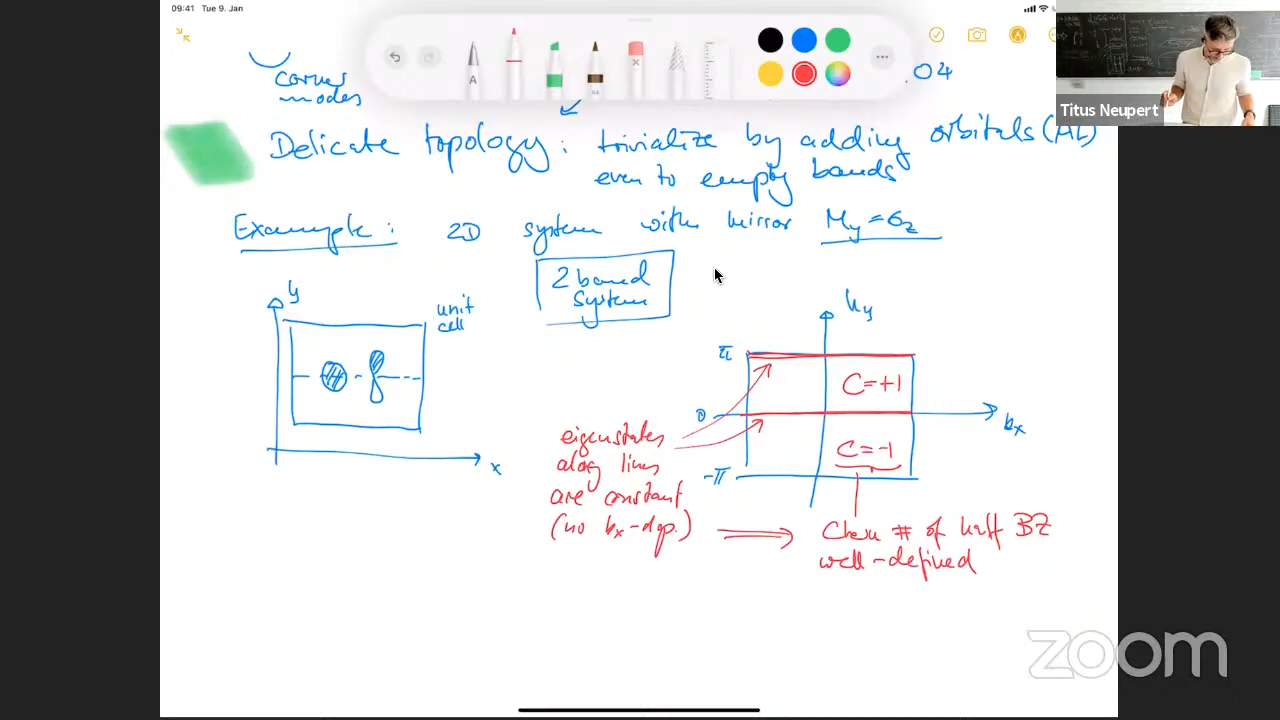 09:41 Tue 9. Jan
corner
modes
.04
Titus Neupert
Delicate topology: trivialize by adding orbitals (AL)
even to empty bands
Example: 2D system with mirror My = σz
2 band
system
y
unit
cell
x
ky
π
0
-π
kx
C=+1
C=-1
eigenstates
along lines
are constant
(no kx-dep.)
Chern # of half BZ
well-defined
zoom